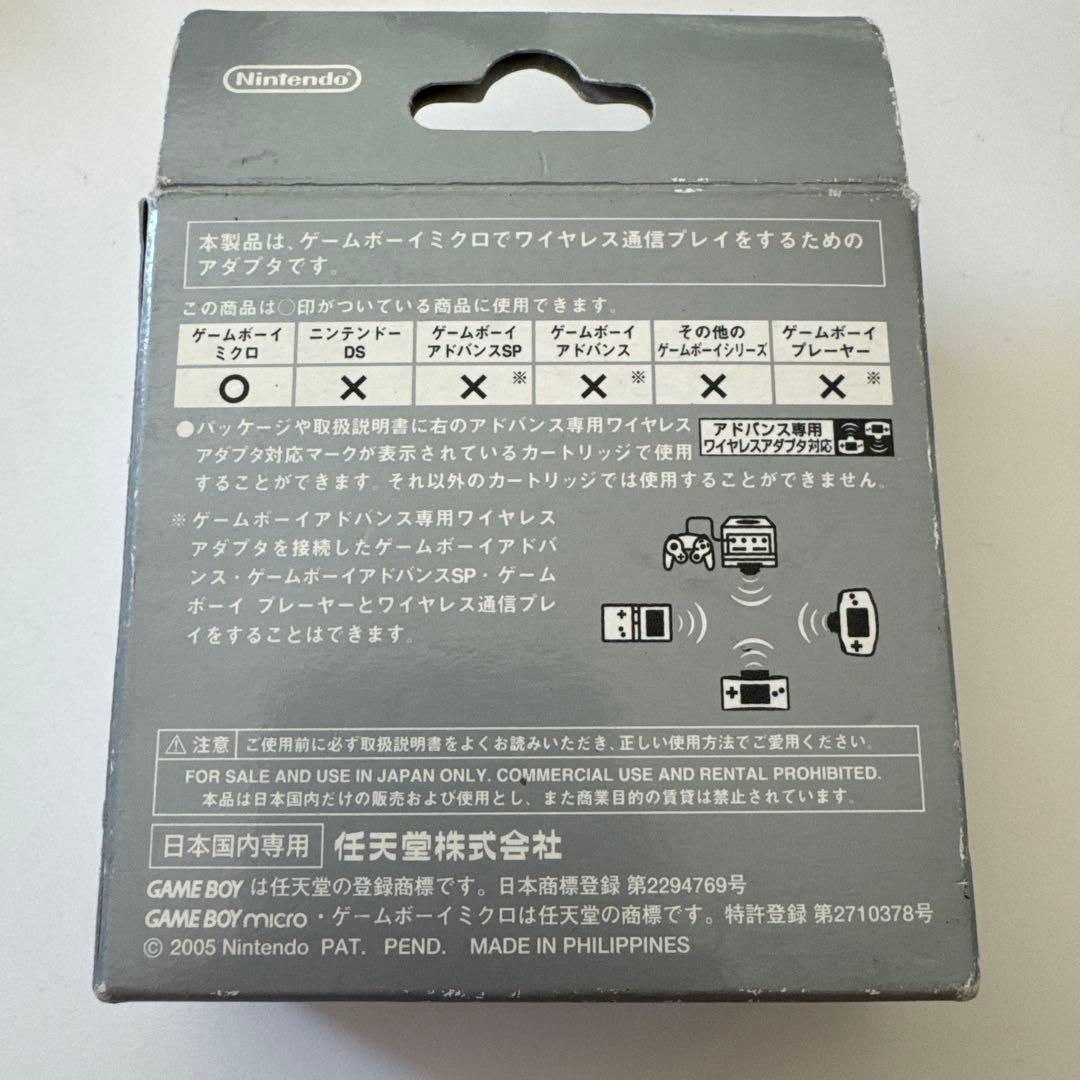 Nintendo
本製品は、ゲームボーイミクロでワイヤレス通信プレイをするための
アダプタです。
この商品は○印がついている商品に使用できます。
ゲームボーイ
ミクロ
ニンテンドー
DS
ゲームボーイ
アドバンスSP
ゲームボーイ
アドバンス
その他の
ゲームボーイシリーズ
ゲームボーイ
プレーヤー
○ × ×※ ×※ × ×※
●パッケージや取扱説明書に右のアドバンス専用ワイヤレス
アダプタ対応マークが表示されているカートリッジで使用
することができます。それ以外のカートリッジでは使用することができません。
アドバンス専用
ワイヤレスアダプタ対応
※ゲームボーイアドバンス専用ワイヤレス
アダプタを接続したゲームボーイアドバ
ンス・ゲームボーイアドバンスSP・ゲーム
ボーイ プレーヤーとワイヤレス通信プレ
イをすることはできます。
⚠ 注意 ご使用前に必ず取扱説明書をよくお読みいただき、正しい使用方法でご愛用ください。
FOR SALE AND USE IN JAPAN ONLY. COMMERCIAL USE AND RENTAL PROHIBITED.
本品は日本国内だけの販売および使用とし、また商業目的の賃貸は禁止されています。
日本国内専用 任天堂株式会社
GAME BOY は任天堂の登録商標です。日本商標登録 第2294769号
GAME BOY micro・ゲームボーイミクロは任天堂の商標です。特許登録 第2710378号
© 2005 Nintendo PAT. PEND. MADE IN PHILIPPINES